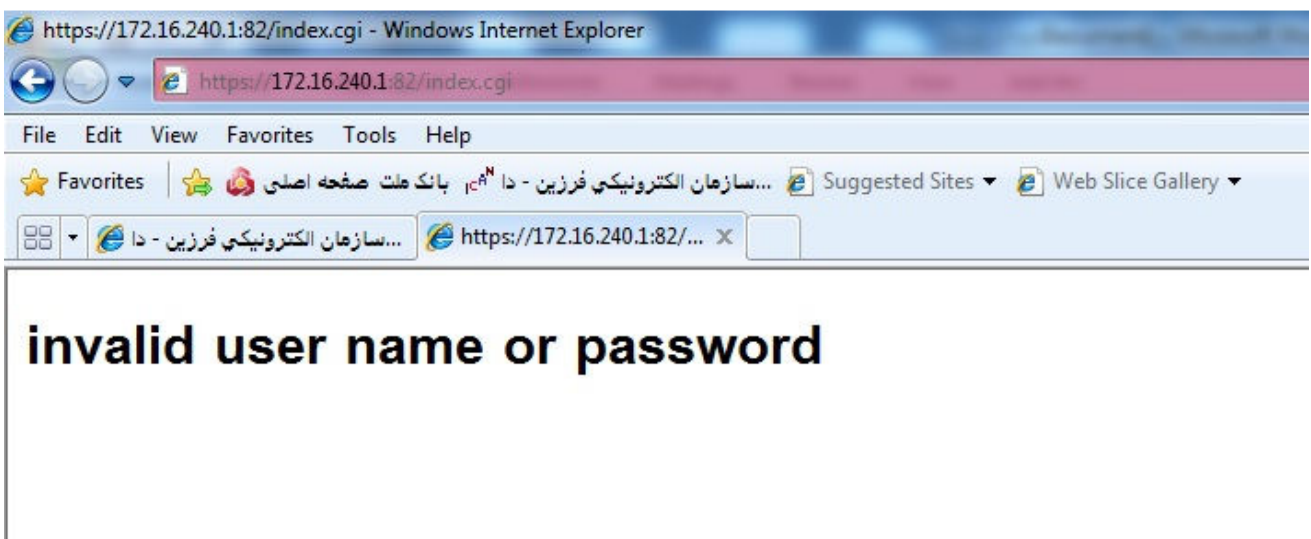 https://172.16.240.1:82/index.cgi - Windows Internet Explorer
https://172.16.240.1:82/index.cgi
File Edit View Favorites Tools Help
Favorites بانک ملت صفحه اصلی سازمان الکترونيکي فرزين - دا... Suggested Sites Web Slice Gallery
سازمان الکترونيکي فرزين - دا... https://172.16.240.1:82/...
invalid user name or password